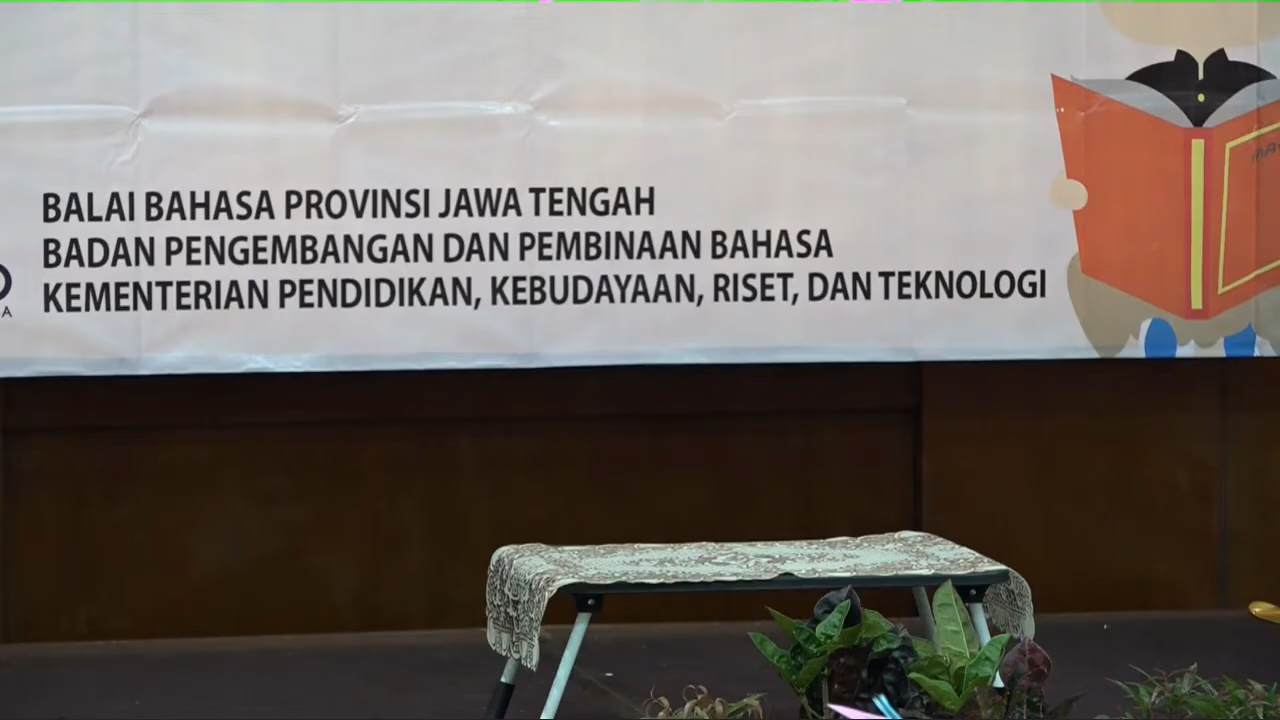 BALAI BAHASA PROVINSI JAWA TENGAH
BADAN PENGEMBANGAN DAN PEMBINAAN BAHASA
KEMENTERIAN PENDIDIKAN, KEBUDAYAAN, RISET, DAN TEKNOLOGI